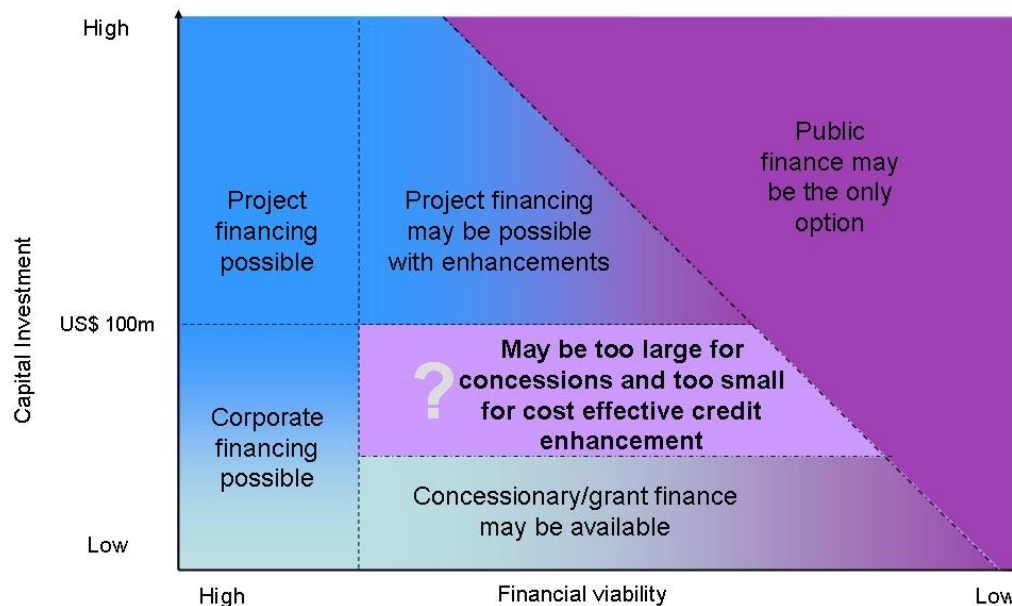 High
Public
finance may
be the only
option
Project
financing
possible
Project financing
may be possible
with enhancements
Capital Investment
US$ 100m
?
May be too large for
concessions and too small
for cost effective credit
enhancement
Corporate
financing
possible
Concessionary/grant finance
may be available
Low
High
Financial viability
Low